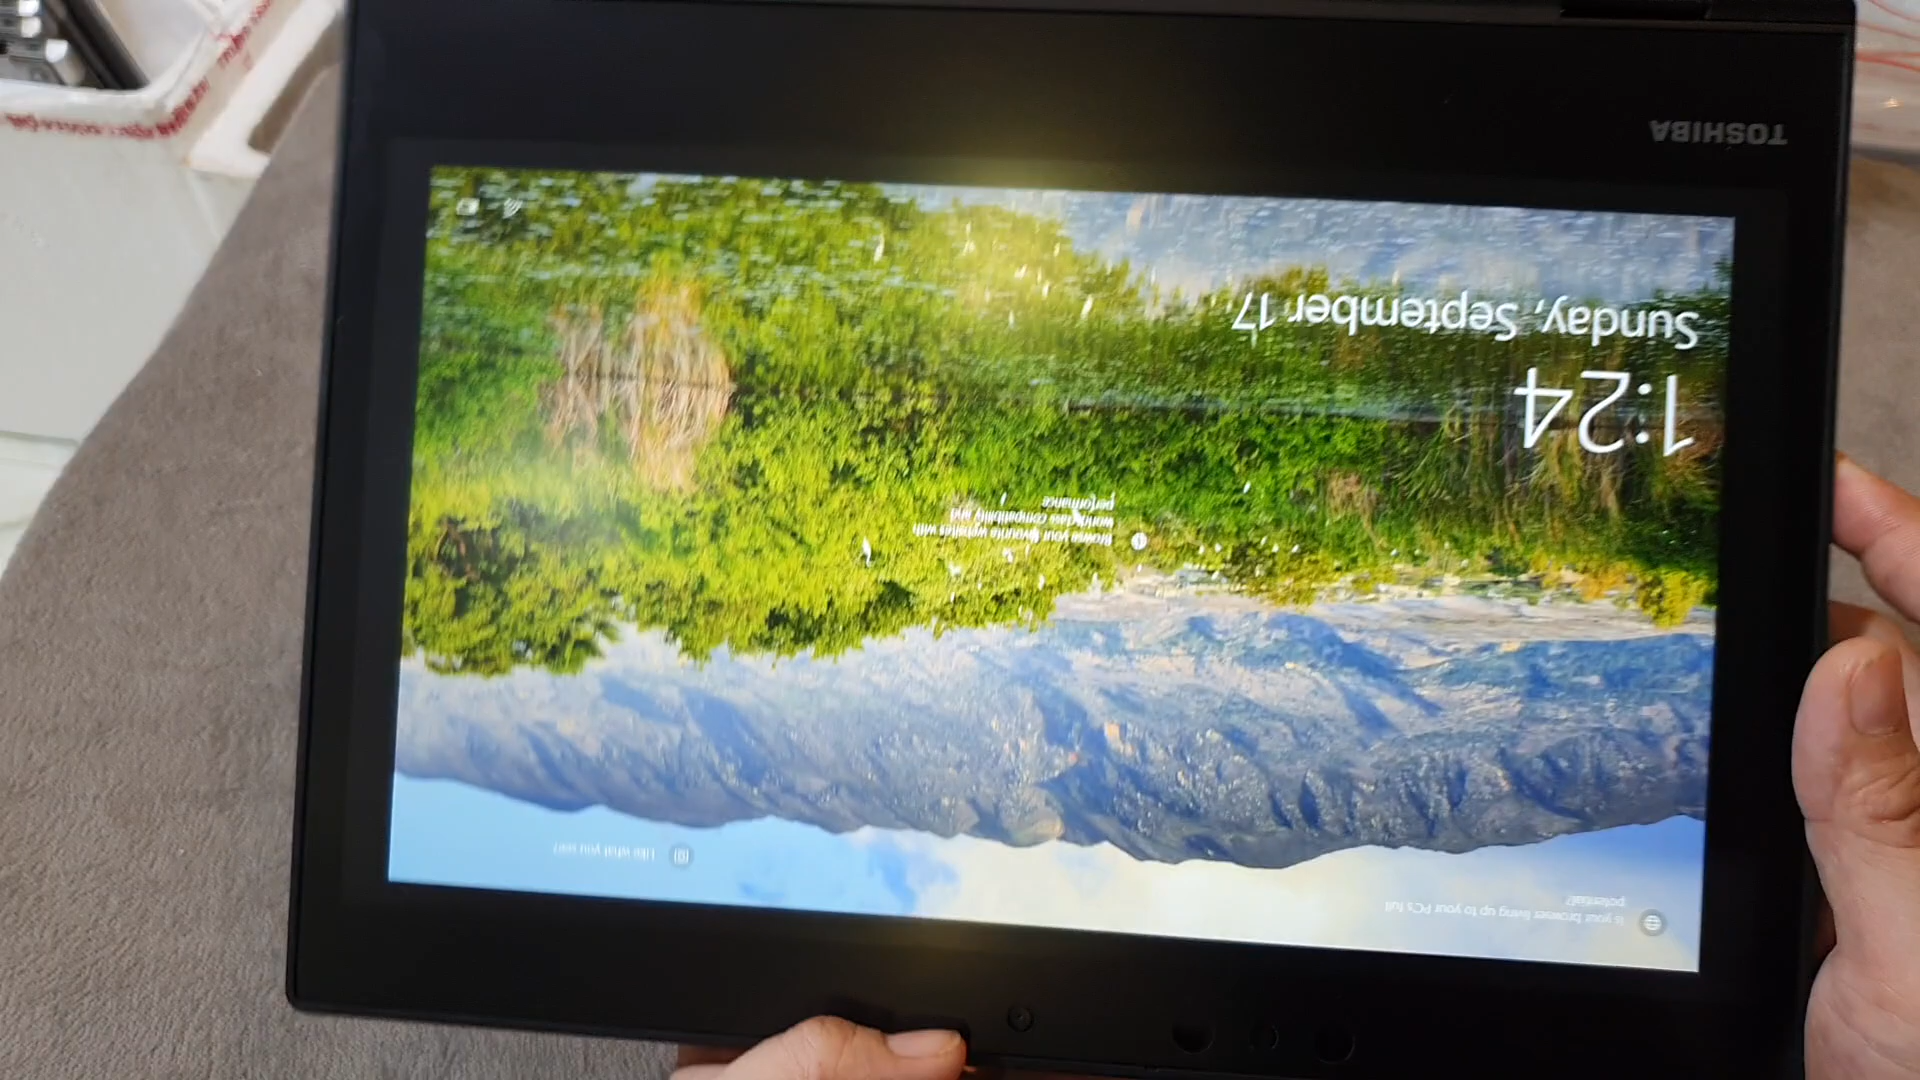 Is your browser living up to your PC's full
potential?
Like what you see?
Browse your favourite websites with
world class compatibility and
performance
1:24
Sunday, September 17
TOSHIBA